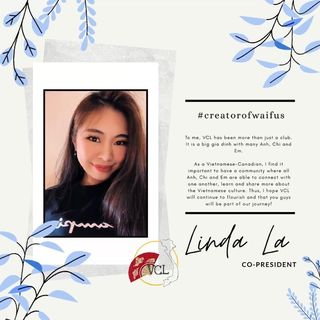 #creatorofwaifus
To me, VCL has been more than just a club.
It is a big gia dinh with many Anh, Chi and
Em.
As a Vietnamese-Canadian, I find it
important to have a community where all
Anh, Chi and Em are able to connect with
one another, learn and share more about
the Vietnamese culture. Thus, I hope VCL
will continue to flourish and that you guys
will be part of our journey!
VCL
Linda La
CO-PRESIDENT